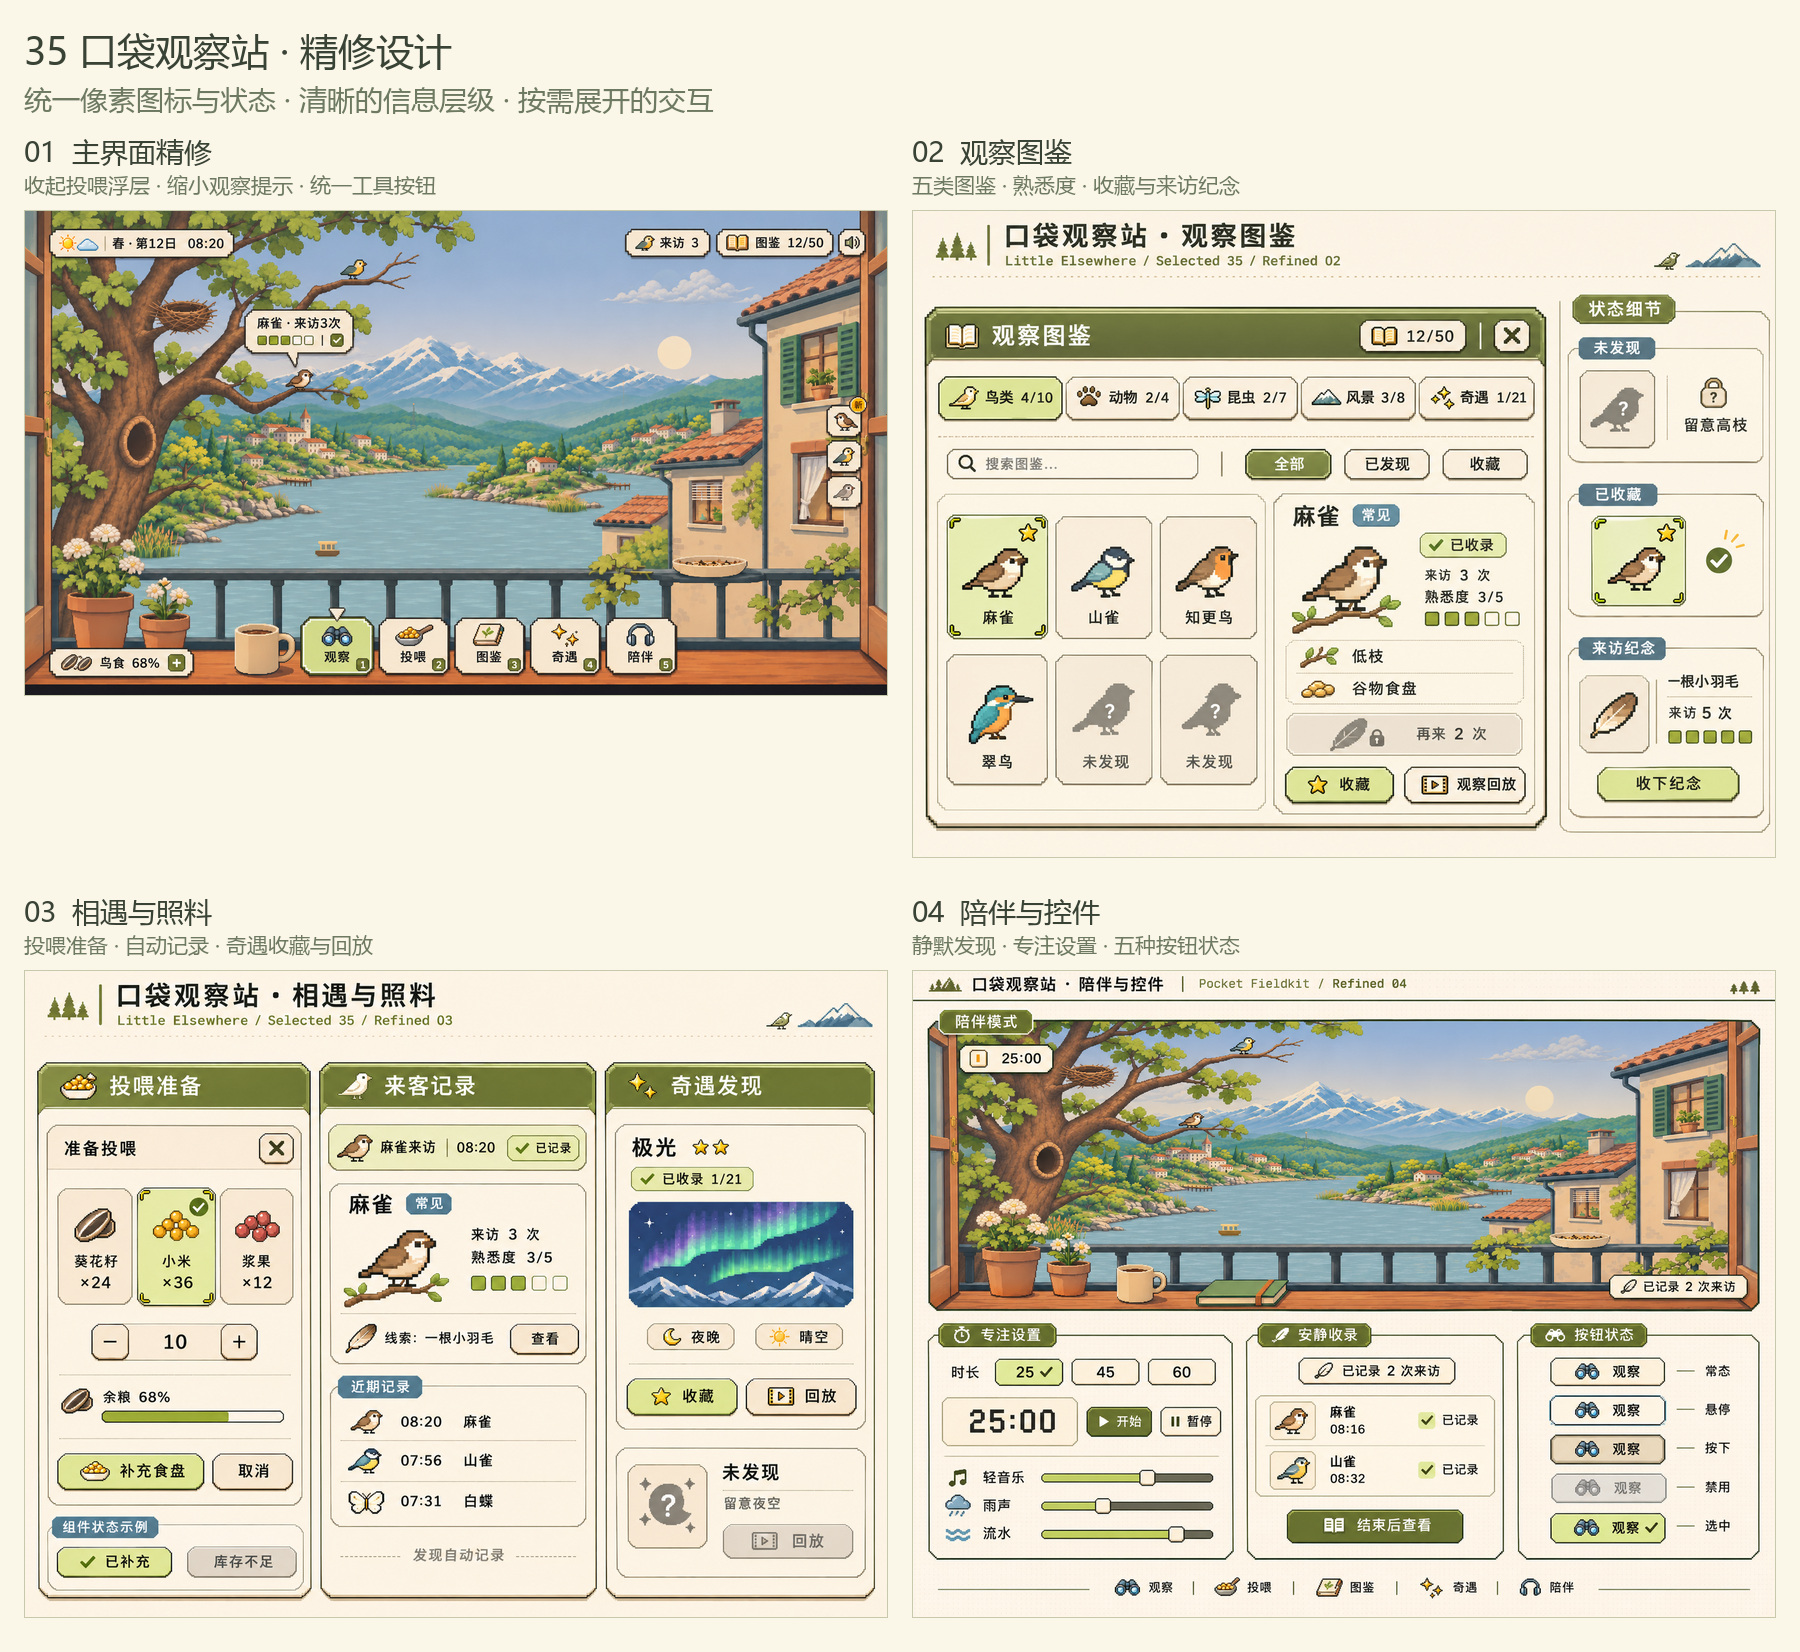 35 口袋观察站 · 精修设计
统一像素图标与状态 · 清晰的信息层级 · 按需展开的交互
01 主界面精修
收起投喂浮层 · 缩小观察提示 · 统一工具按钮
春 · 第12日 08:20
来访 3
图鉴 12/50
麻雀 · 来访3次
新
鸟食 68% +
观察 1
投喂 2
图鉴 3
奇遇 4
陪伴 5
02 观察图鉴
五类图鉴 · 熟悉度 · 收藏与来访纪念
口袋观察站 · 观察图鉴
Little Elsewhere / Selected 35 / Refined 02
观察图鉴
12/50
鸟类 4/10
动物 2/4
昆虫 2/7
风景 3/8
奇遇 1/21
搜索图鉴...
全部
已发现
收藏
麻雀
山雀
知更鸟
翠鸟
?
未发现
?
未发现
麻雀 常见
已收录
来访 3 次
熟悉度 3/5
低枝
谷物食盘
再来 2 次
收藏
观察回放
状态细节
未发现
?
?
留意高枝
已收藏
来访纪念
一根小羽毛
来访 5 次
收下纪念
03 相遇与照料
投喂准备 · 自动记录 · 奇遇收藏与回放
口袋观察站 · 相遇与照料
Little Elsewhere / Selected 35 / Refined 03
投喂准备
准备投喂
葵花籽
×24
小米
×36
浆果
×12
− 10 +
余粮 68%
补充食盘
取消
组件状态示例
已补充
库存不足
来客记录
麻雀来访 08:20 已记录
麻雀 常见
来访 3 次
熟悉度 3/5
线索：一根小羽毛 查看
近期记录
08:20 麻雀
07:56 山雀
07:31 白蝶
发现自动记录
奇遇发现
极光
已收录 1/21
夜晚
晴空
收藏
回放
?
未发现
留意夜空
回放
04 陪伴与控件
静默发现 · 专注设置 · 五种按钮状态
口袋观察站 · 陪伴与控件
Pocket Fieldkit / Refined 04
陪伴模式
25:00
已记录 2 次来访
专注设置
时长 25 45 60
25:00 开始 暂停
轻音乐
雨声
流水
安静收录
已记录 2 次来访
麻雀
08:16
已记录
山雀
08:32
已记录
结束后查看
按钮状态
观察 常态
观察 悬停
观察 按下
观察 禁用
观察 选中
观察
投喂
图鉴
奇遇
陪伴